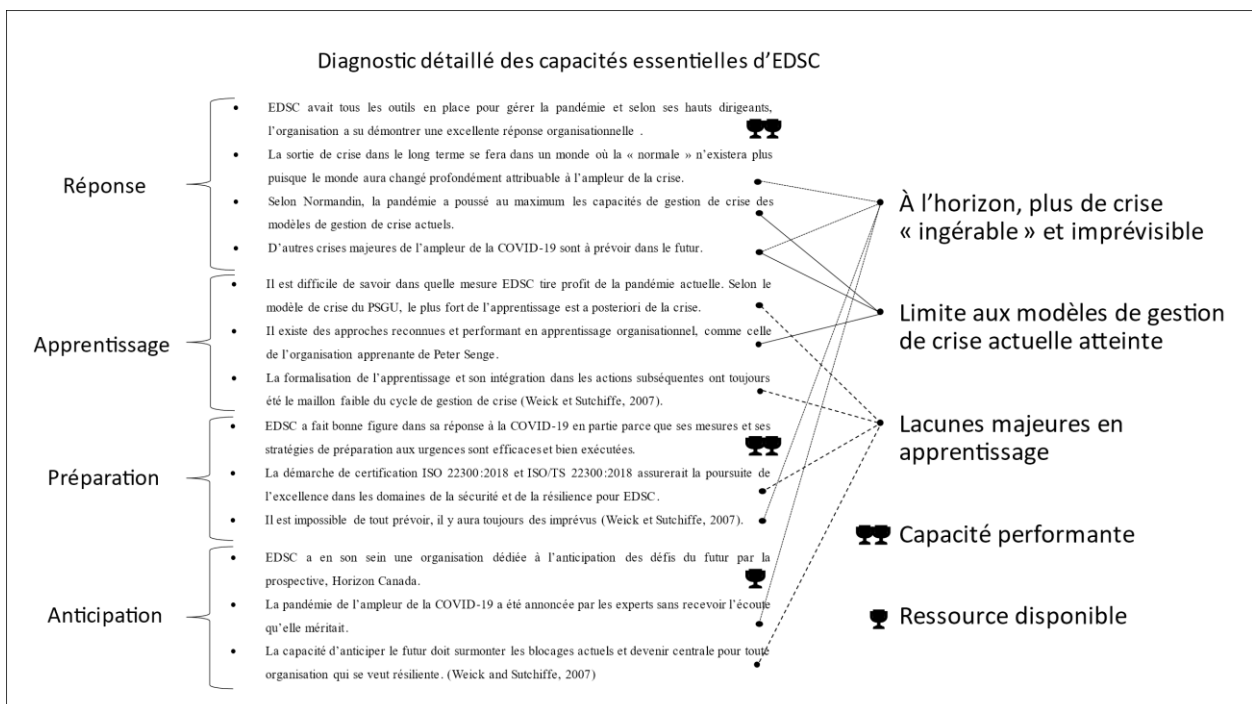 Diagnostic détaillé des capacités essentielles d’EDSC
Réponse
• EDSC avait tous les outils en place pour gérer la pandémie et selon ses hauts dirigeants,
l’organisation a su démontrer une excellente réponse organisationnelle .
• La sortie de crise dans le long terme se fera dans un monde où la « normale » n’existera plus
puisque le monde aura changé profondément attribuable à l’ampleur de la crise.
• Selon Normandin, la pandémie a poussé au maximum les capacités de gestion de crise des
modèles de gestion de crise actuels.
• D’autres crises majeures de l’ampleur de la COVID-19 sont à prévoir dans le futur.
Apprentissage
• Il est difficile de savoir dans quelle mesure EDSC tire profit de la pandémie actuelle. Selon le
modèle de crise du PSGU, le plus fort de l’apprentissage est a posteriori de la crise.
• Il existe des approches reconnues et performant en apprentissage organisationnel, comme celle
de l’organisation apprenante de Peter Senge.
• La formalisation de l’apprentissage et son intégration dans les actions subséquentes ont toujours
été le maillon faible du cycle de gestion de crise (Weick et Sutchiffe, 2007).
Préparation
• EDSC a fait bonne figure dans sa réponse à la COVID-19 en partie parce que ses mesures et ses
stratégies de préparation aux urgences sont efficaces et bien exécutées.
• La démarche de certification ISO 22300:2018 et ISO/TS 22300:2018 assurerait la poursuite de
l’excellence dans les domaines de la sécurité et de la résilience pour EDSC.
• Il est impossible de tout prévoir, il y aura toujours des imprévus (Weick et Sutchiffe, 2007).
Anticipation
• EDSC a en son sein une organisation dédiée à l’anticipation des défis du futur par la
prospective, Horizon Canada.
• La pandémie de l’ampleur de la COVID-19 a été annoncée par les experts sans recevoir l’écoute
qu’elle méritait.
• La capacité d’anticiper le futur doit surmonter les blocages actuels et devenir centrale pour toute
organisation qui se veut résiliente. (Weick and Sutchiffe, 2007)
À l’horizon, plus de crise
« ingérable » et imprévisible
Limite aux modèles de gestion
de crise actuelle atteinte
Lacunes majeures en
apprentissage
Capacité performante
Ressource disponible